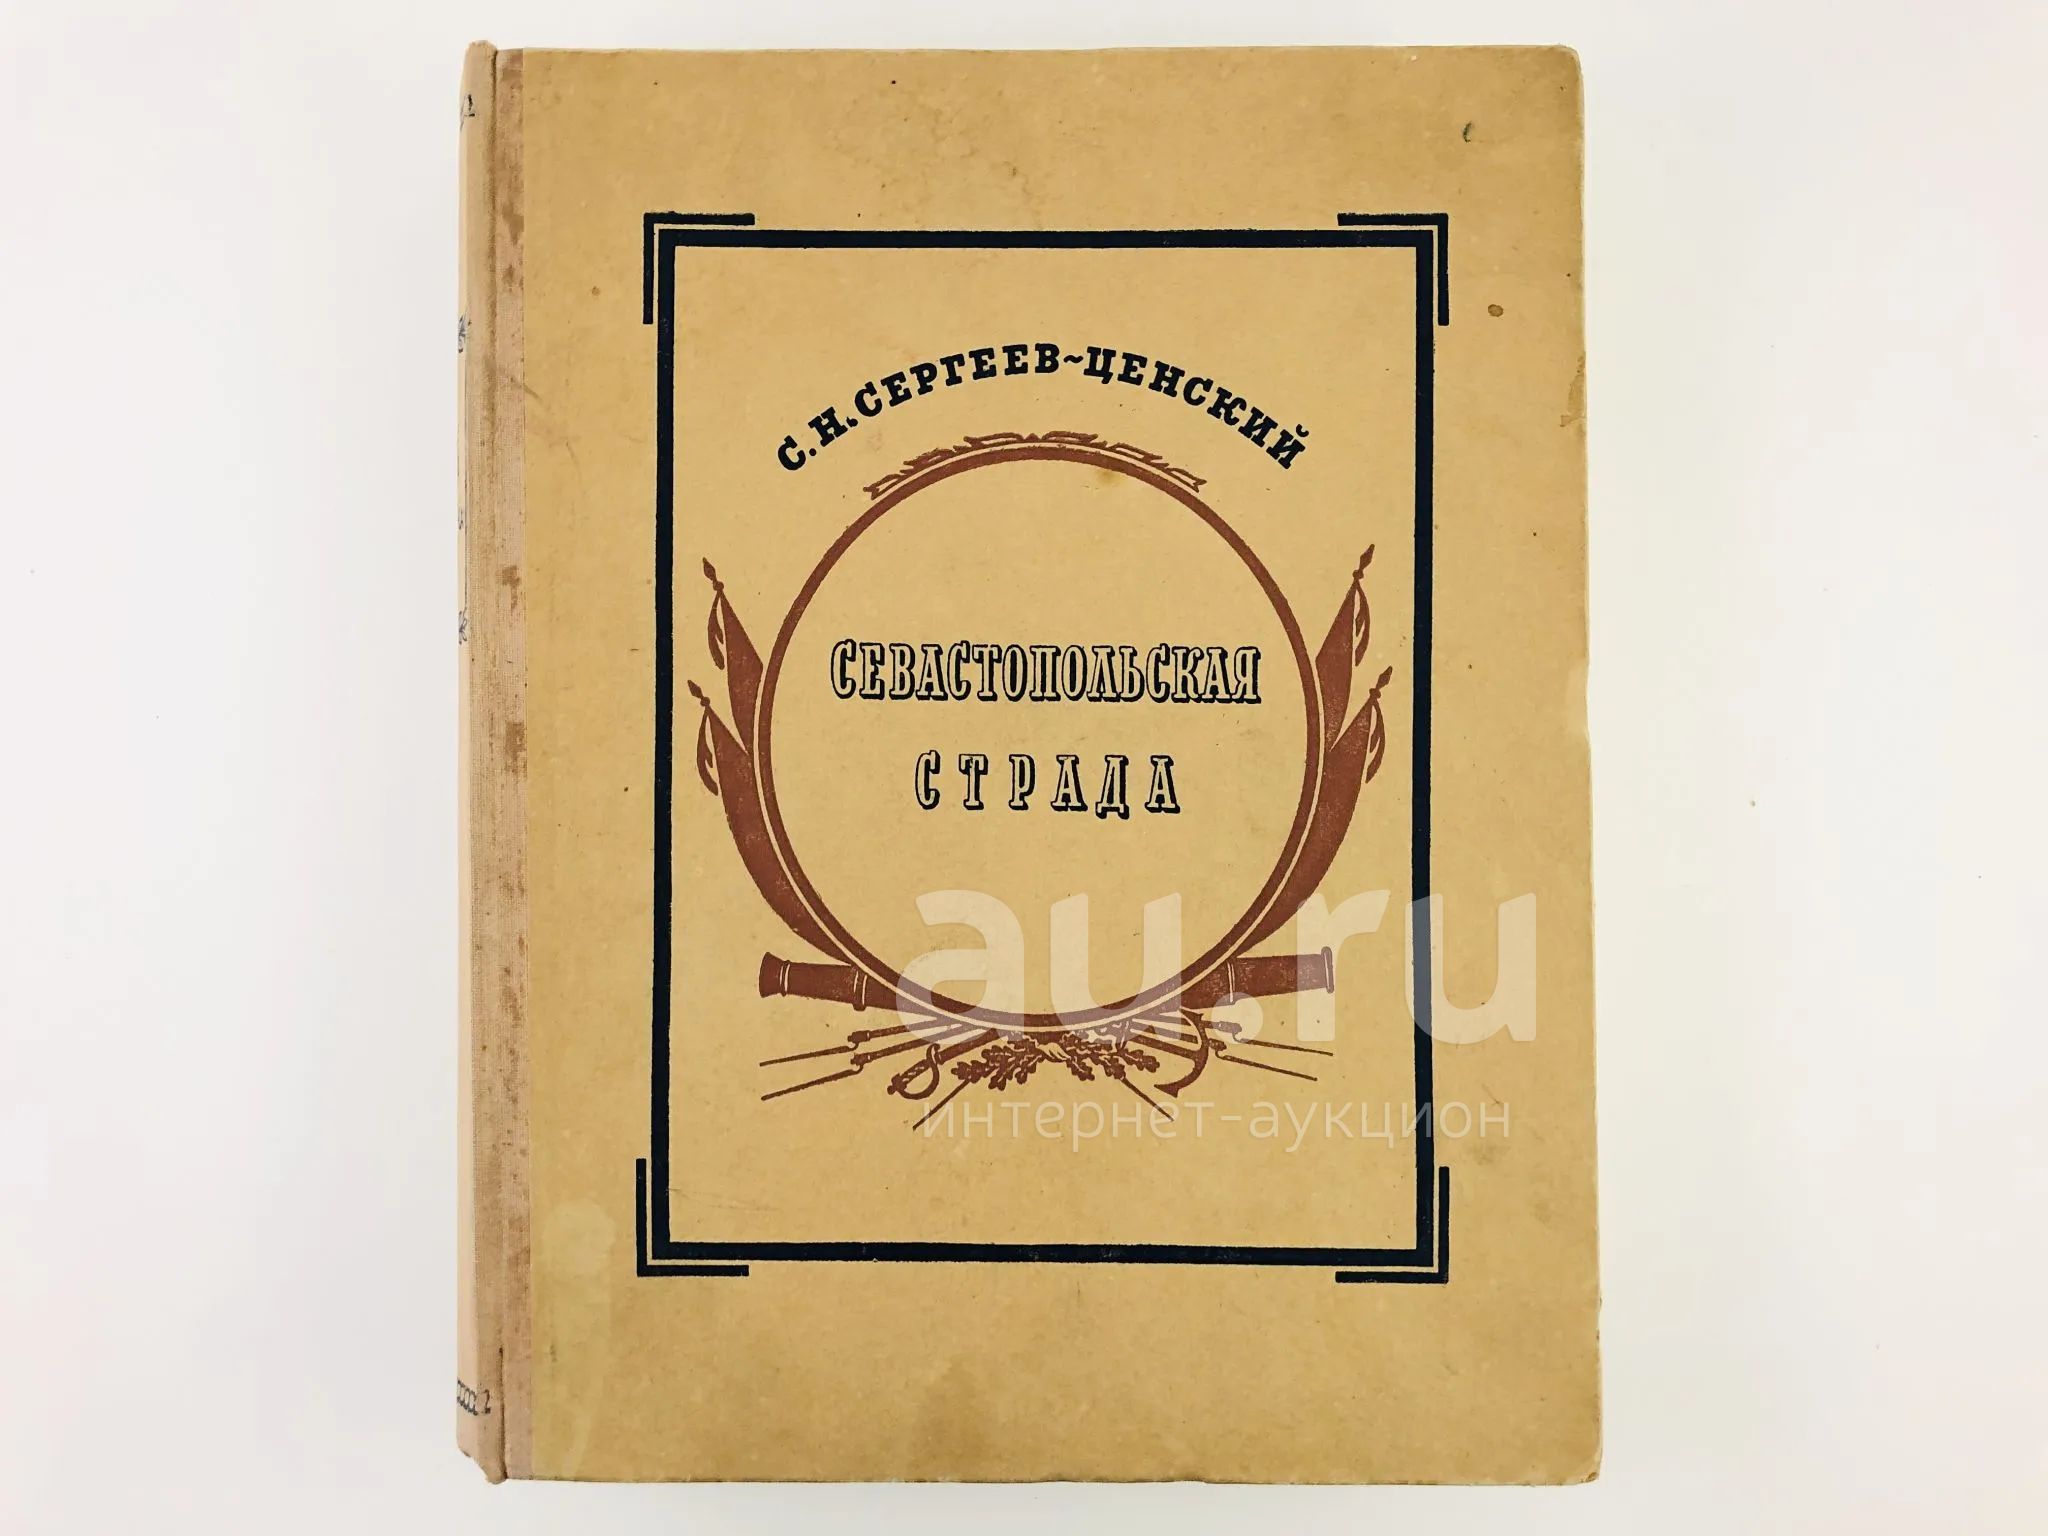 С. Н. СЕРГЕЕВ~ЦЕНСКИЙ
СЕВАСТОПОЛЬСКАЯ
СТРАДА
au.ru
интернет-аукцион